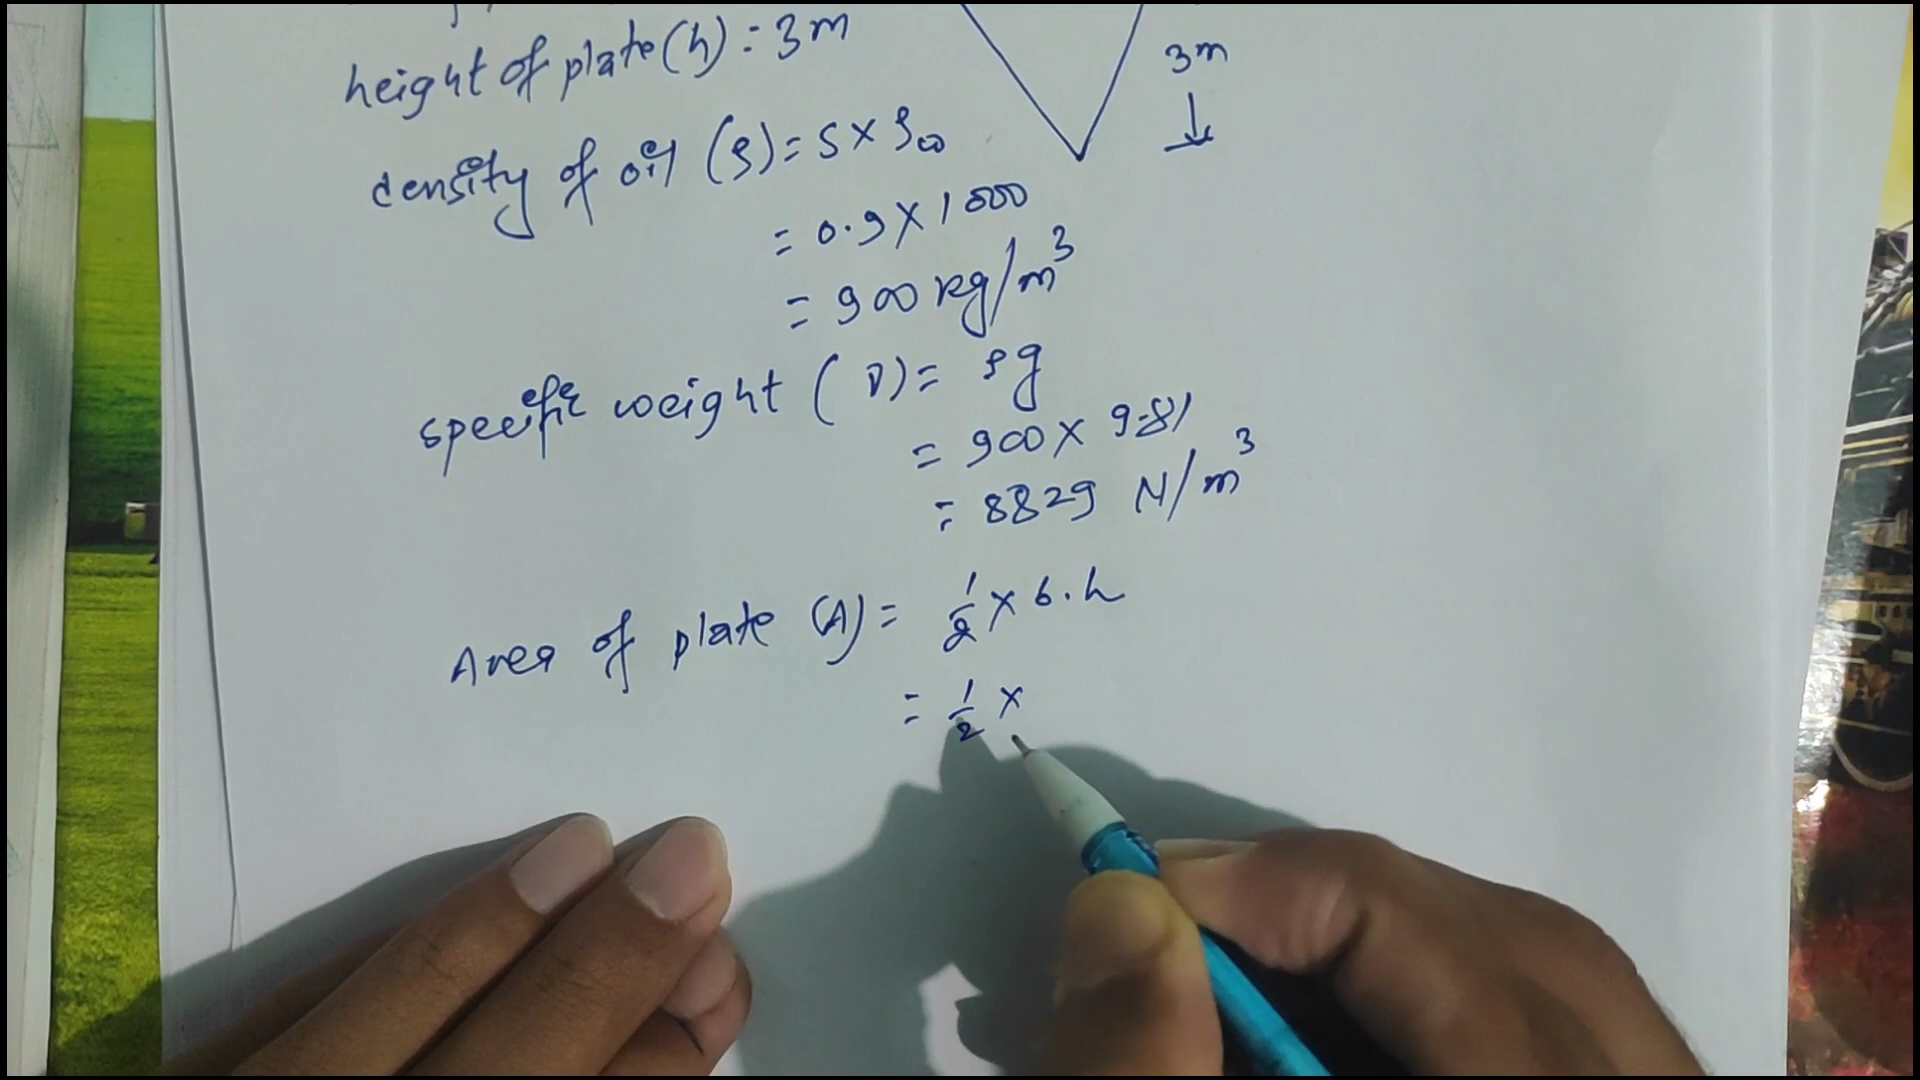 height of plate (h) = 3m
3m
density of oil (ρ) = S × ρω
= 0.9 × 1000
= 900 kg/m³
specific weight (γ) = ρg
= 900 × 9.81
= 8829 N/m³
Area of plate (A) = 1/2 × b.h
= 1/2 ×